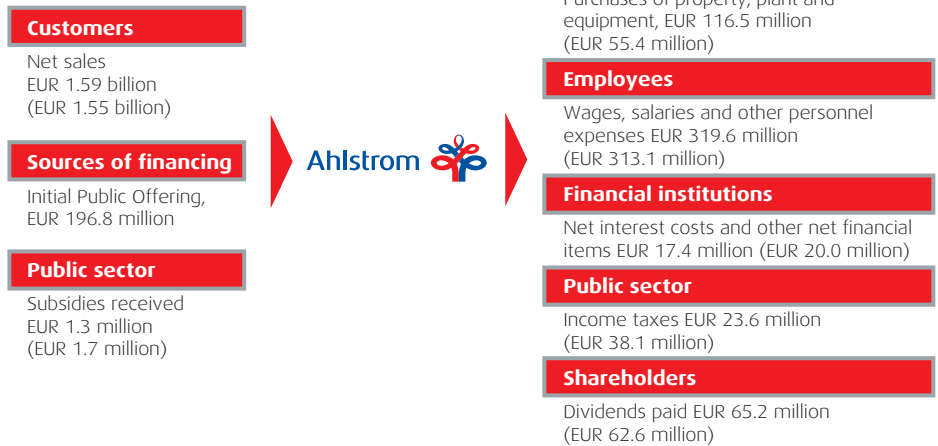 Customers
Net sales
EUR 1.59 billion
(EUR 1.55 billion)
Sources of financing
Initial Public Offering,
EUR 196.8 million
Public sector
Subsidies received
EUR 1.3 million
(EUR 1.7 million)
Ahlstrom
Purchases of property, plant and
equipment, EUR 116.5 million
(EUR 55.4 million)
Employees
Wages, salaries and other personnel
expenses EUR 319.6 million
(EUR 313.1 million)
Financial institutions
Net interest costs and other net financial
items EUR 17.4 million (EUR 20.0 million)
Public sector
Income taxes EUR 23.6 million
(EUR 38.1 million)
Shareholders
Dividends paid EUR 65.2 million
(EUR 62.6 million)